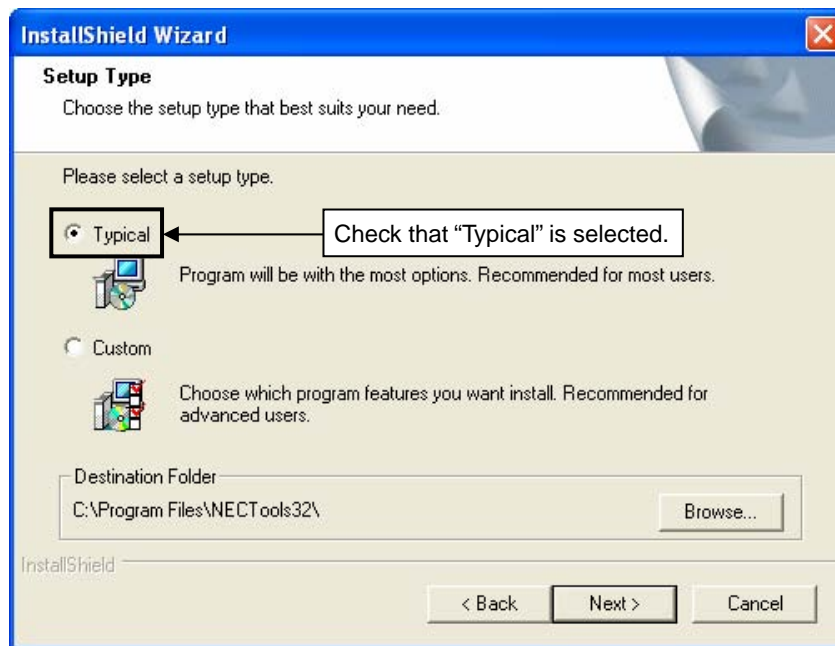 InstallShield Wizard
Setup Type
Choose the setup type that best suits your need.
Please select a setup type.
Typical
Check that “Typical” is selected.
Program will be with the most options. Recommended for most users.
Custom
Choose which program features you want install. Recommended for
advanced users.
Destination Folder
C:\Program Files\NECTools32\
Browse...
InstallShield
< Back
Next >
Cancel